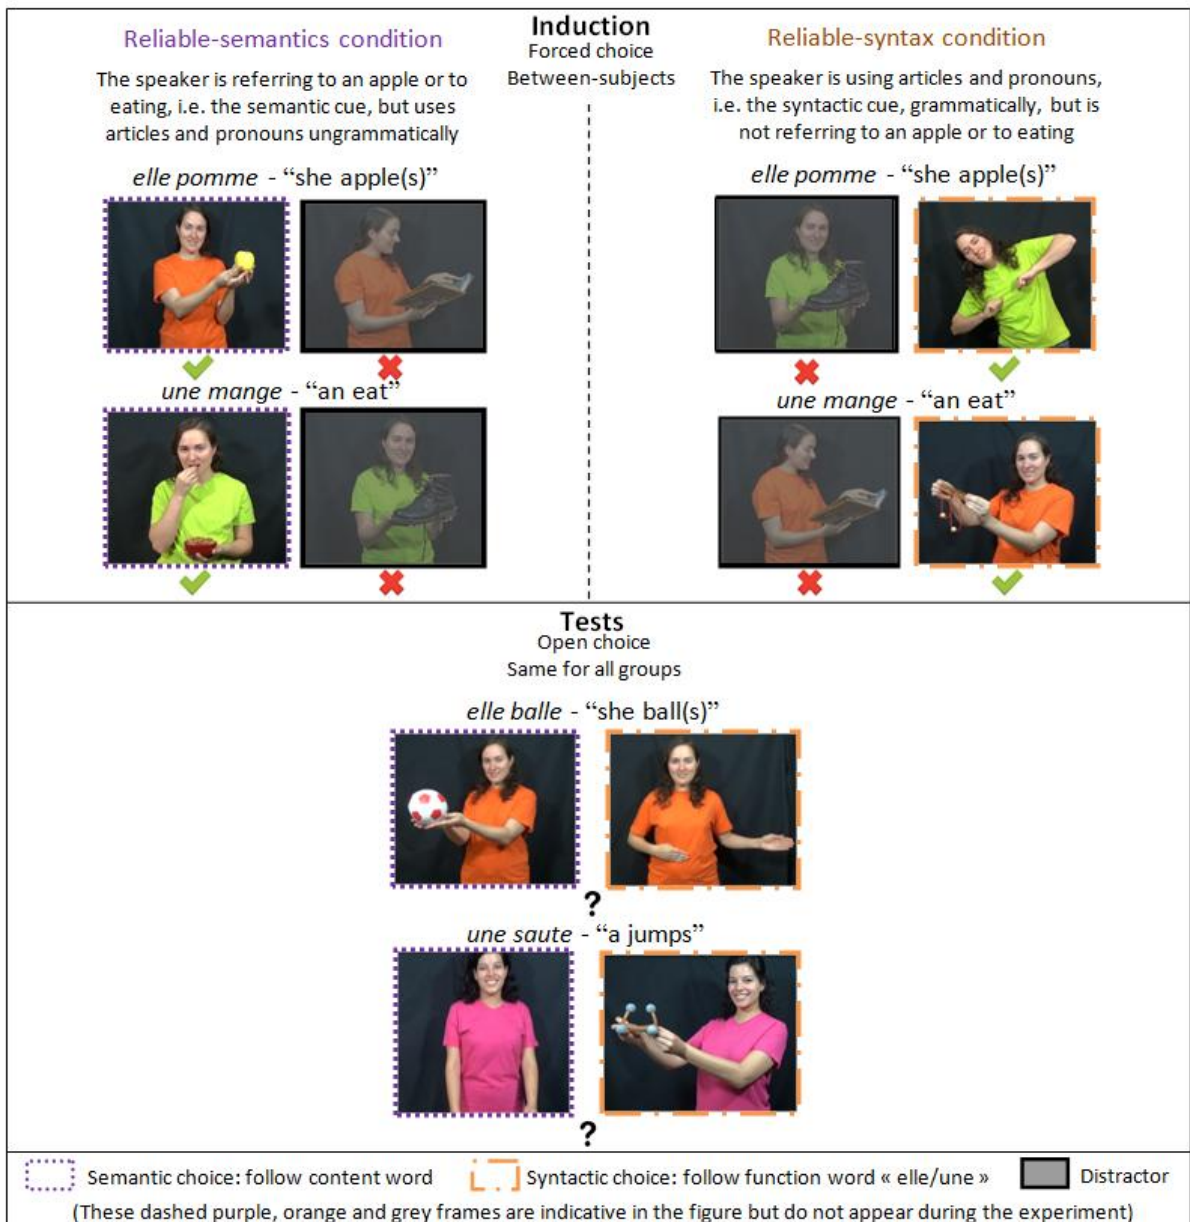 Induction
Forced choice
Between-subjects
Reliable-semantics condition
The speaker is referring to an apple or to
eating, i.e. the semantic cue, but uses
articles and pronouns ungrammatically
elle pomme - “she apple(s)”
une mange - “an eat”
Reliable-syntax condition
The speaker is using articles and pronouns,
i.e. the syntactic cue, grammatically, but is
not referring to an apple or to eating
elle pomme - “she apple(s)”
une mange - “an eat”
Tests
Open choice
Same for all groups
elle balle - “she ball(s)”
?
une saute - “a jumps”
?
Semantic choice: follow content word
Syntactic choice: follow function word « elle/une »
Distractor
(These dashed purple, orange and grey frames are indicative in the figure but do not appear during the experiment)